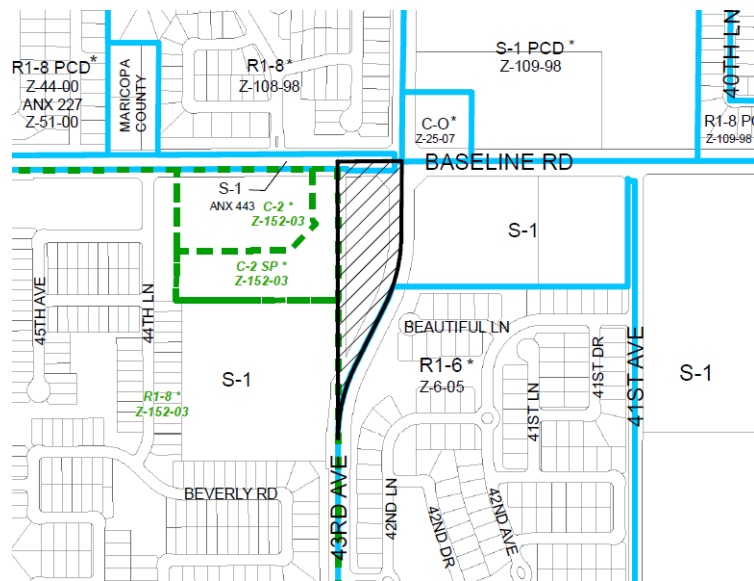 R1-8 PCD*
Z-44-00
ANX 227
Z-51-00
MARICOPA
COUNTY
R1-8*
Z-108-98
S-1 PCD *
Z-109-98
40TH LN
C-O*
Z-25-07
R1-8 PC
Z-109-98
BASELINE RD
S-1
ANX 443
C-2 *
Z-152-03
C-2 SP *
Z-152-03
S-1
45TH AVE
44TH LN
BEAUTIFUL LN
R1-6 *
Z-6-05
41ST LN
41ST DR
41ST AVE
S-1
S-1
R1-8 *
Z-152-03
BEVERLY RD
43RD AVE
42ND LN
42ND DR
42ND AVE